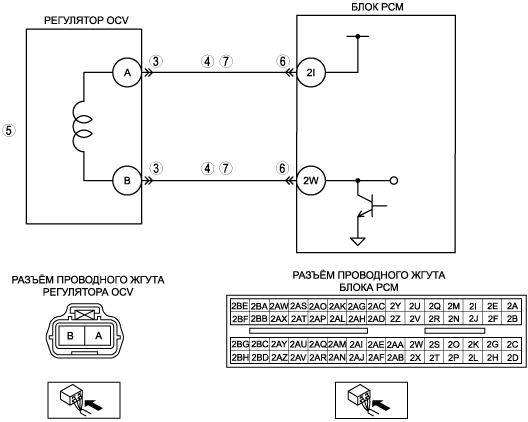 РЕГУЛЯТОР OCV
БЛОК PCM
A
3
4
7
6
2I
5
B
3
4
7
6
2W
РАЗЪЁМ ПРОВОДНОГО ЖГУТА
РЕГУЛЯТОРА OCV
РАЗЪЁМ ПРОВОДНОГО ЖГУТА
БЛОКА PCM
B A
2BE 2BA 2AW 2AS 2AO 2AK 2AG 2AC 2Y 2U 2Q 2M 2I 2E 2A
2BF 2BB 2AX 2AT 2AP 2AL 2AH 2AD 2Z 2V 2R 2N 2J 2F 2B
2BG 2BC 2AY 2AU 2AQ 2AM 2AI 2AE 2AA 2W 2S 2O 2K 2G 2C
2BH 2BD 2AZ 2AV 2AR 2AN 2AJ 2AF 2AB 2X 2T 2P 2L 2H 2D